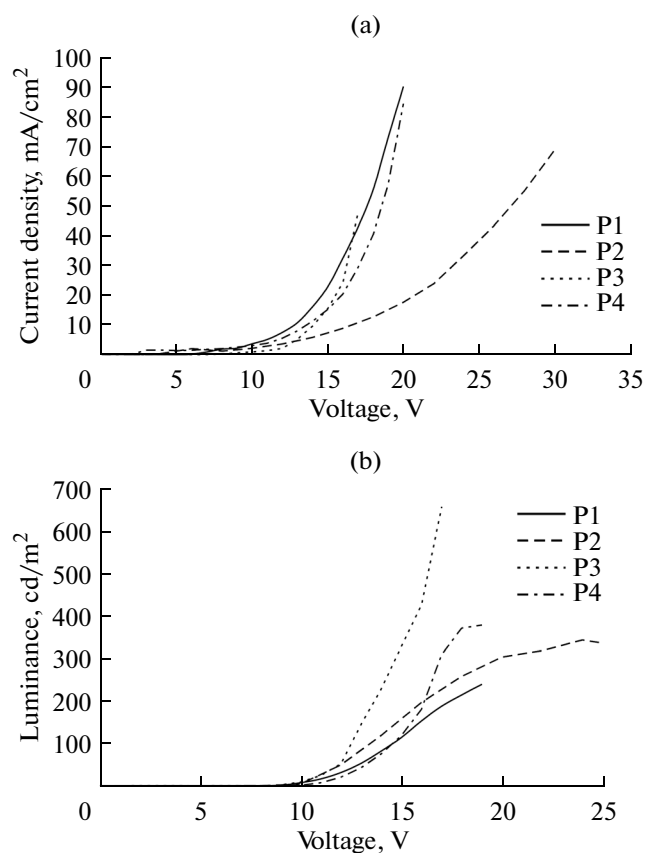 (a)
Current density, mA/cm²
100
90
80
70
60
50
40
30
20
10
0
5
10
15
20
25
30
35
Voltage, V
P1
P2
P3
P4
(b)
Luminance, cd/m²
700
600
500
400
300
200
100
0
5
10
15
20
25
Voltage, V
P1
P2
P3
P4